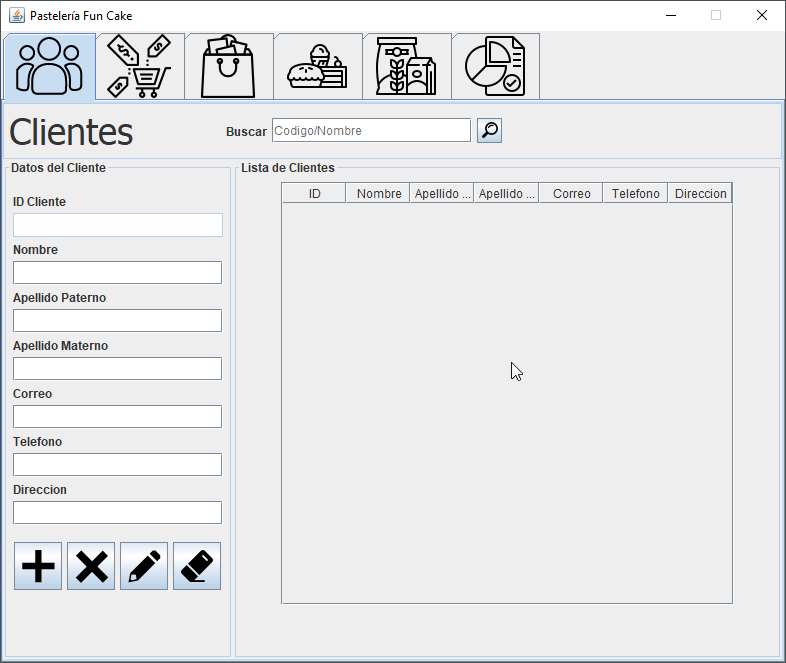 Pastelería Fun Cake
Clientes
Buscar Codigo/Nombre
Datos del Cliente
ID Cliente
Nombre
Apellido Paterno
Apellido Materno
Correo
Telefono
Direccion
Lista de Clientes
ID Nombre Apellido ... Apellido ... Correo Telefono Direccion